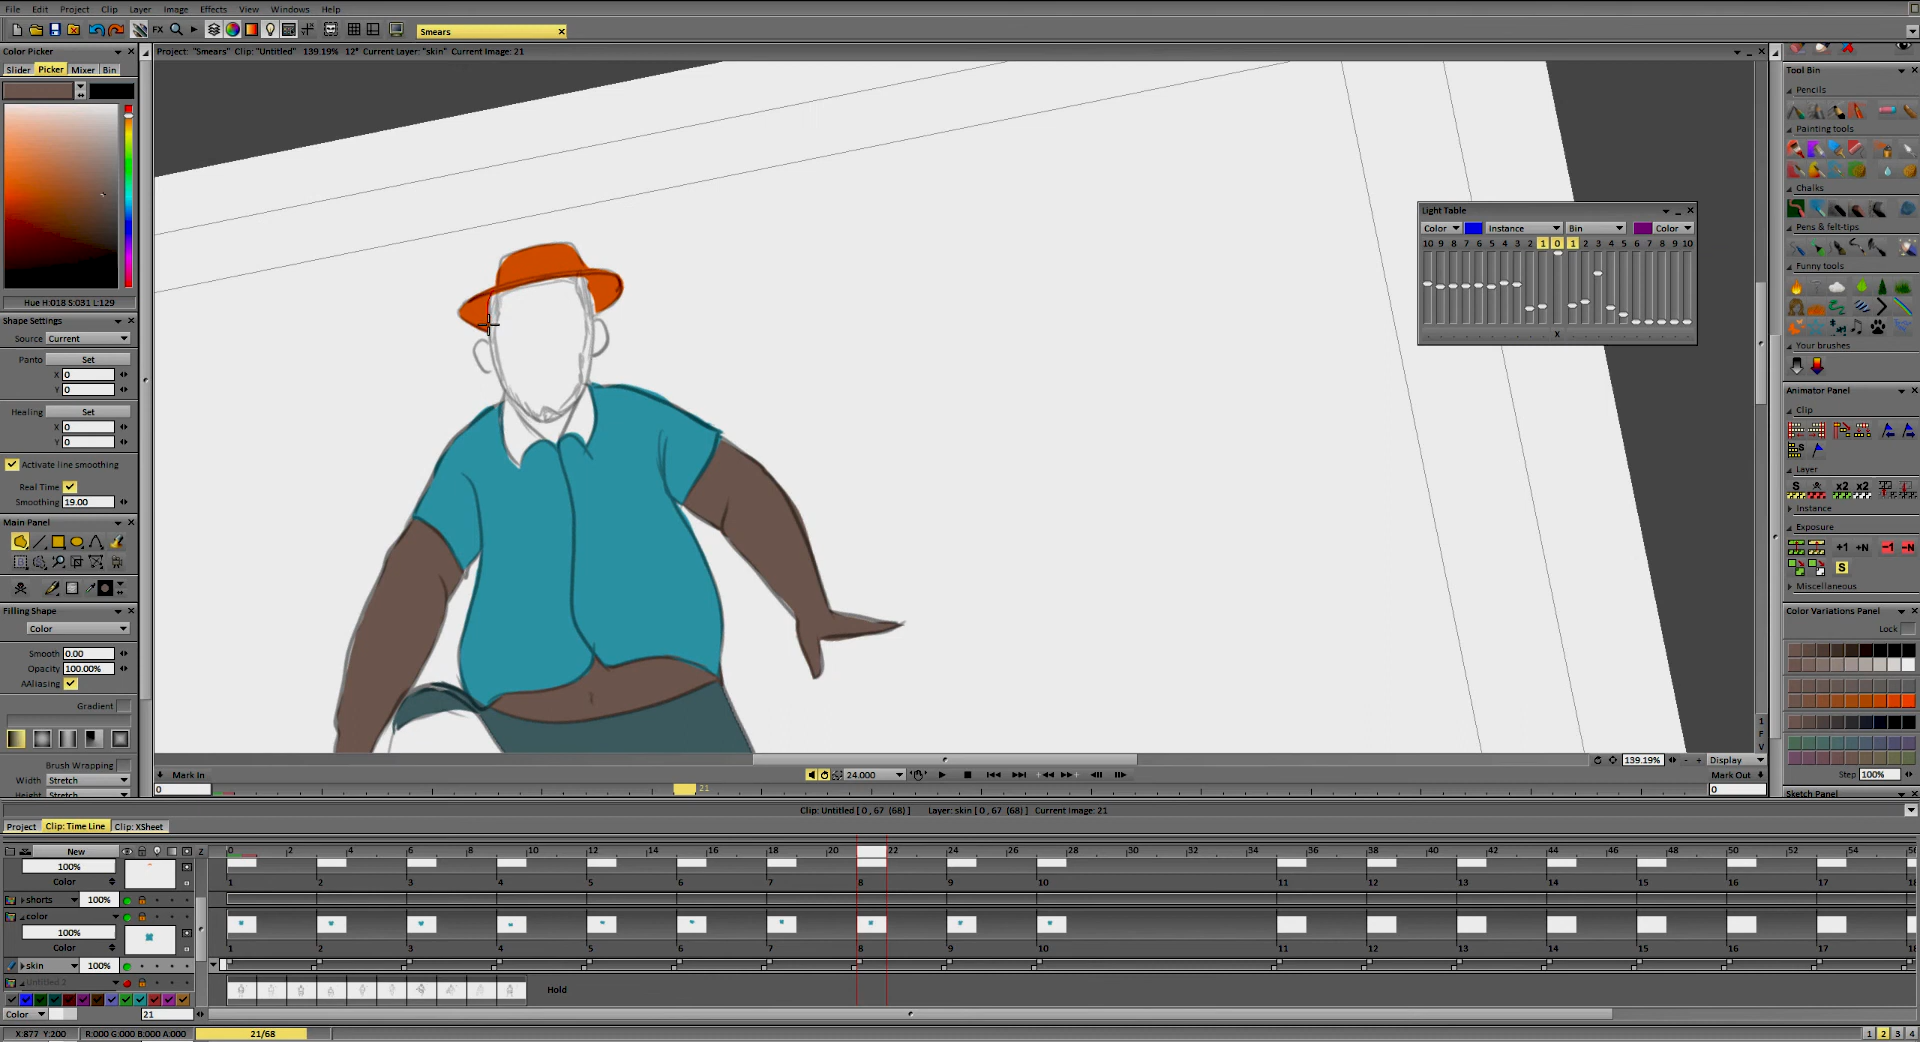 File Edit Project Clip Layer Image Effects View Windows Help
FX Smears x
Color Picker
Project: "Smears" Clip: "Untitled" 139.19% 12° Current Layer: "skin" Current Image: 21
Slider Picker Mixer Bin
Hue H:018 S:031 L:129
Shape Settings
Source Current
Panto Set
X 0
Y 0
Healing Set
X 0
Y 0
Activate line smoothing
Real Time
Smoothing 19.00
Main Panel
Filling Shape
Color
Smooth 0.00
Opacity 100.00%
AAliasing
Gradient
Brush Wrapping
Width Stretch
Height Stretch
Light Table
Color Instance Bin Color
10 9 8 7 6 5 4 3 2 1 0 1 2 3 4 5 6 7 8 9 10
X
Tool Bin
Pencils
Painting tools
Chalks
Pens & felt-tips
Funny tools
Your brushes
Animator Panel
Clip
Layer
S x2 x2
Instance
Exposure
+1 +N -1 -N
S
Miscellaneous
Color Variations Panel
Lock
Step 100%
Sketch Panel
1
F
V
139.19% - + Display
Mark In 24.000 Mark Out
0 21 0
Clip: Untitled [ 0 , 67 (68) ] Layer: skin [ 0 , 67 (68) ] Current Image: 21
Project Clip: Time Line Clip: XSheet
New Z 0 2 4 6 8 10 12 14 16 18 20 22 24 26 28 30 32 34 36 38 40 42 44 46 48 50 52 54 56
100%
Color 1 2 3 4 5 6 7 8 9 10 11 12 13 14 15 16 17 18
shorts 100%
color
100%
Color 1 2 3 4 5 6 7 8 9 10 11 12 13 14 15 16 17 18
skin 100%
Untitled 2
Hold
Color 21
X:877 Y:200 R:000 G:000 B:000 A:000 21/68 1 2 3 4